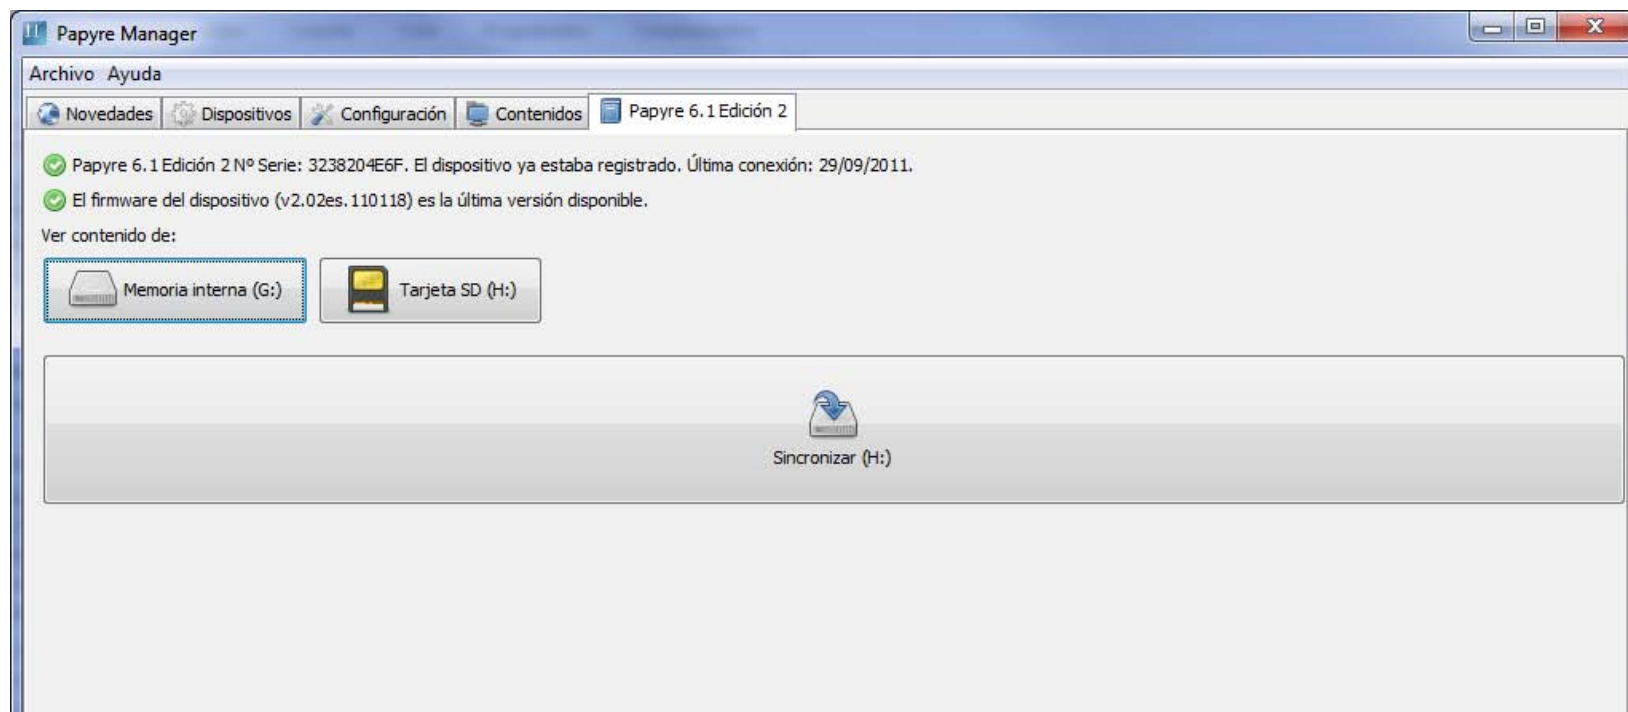 Papyre Manager
Archivo Ayuda
Novedades Dispositivos Configuración Contenidos Papyre 6.1 Edición 2
Papyre 6.1 Edición 2 Nº Serie: 3238204E6F. El dispositivo ya estaba registrado. Última conexión: 29/09/2011.
El firmware del dispositivo (v2.02es.110118) es la última versión disponible.
Ver contenido de:
Memoria interna (G:) Tarjeta SD (H:)
Sincronizar (H:)